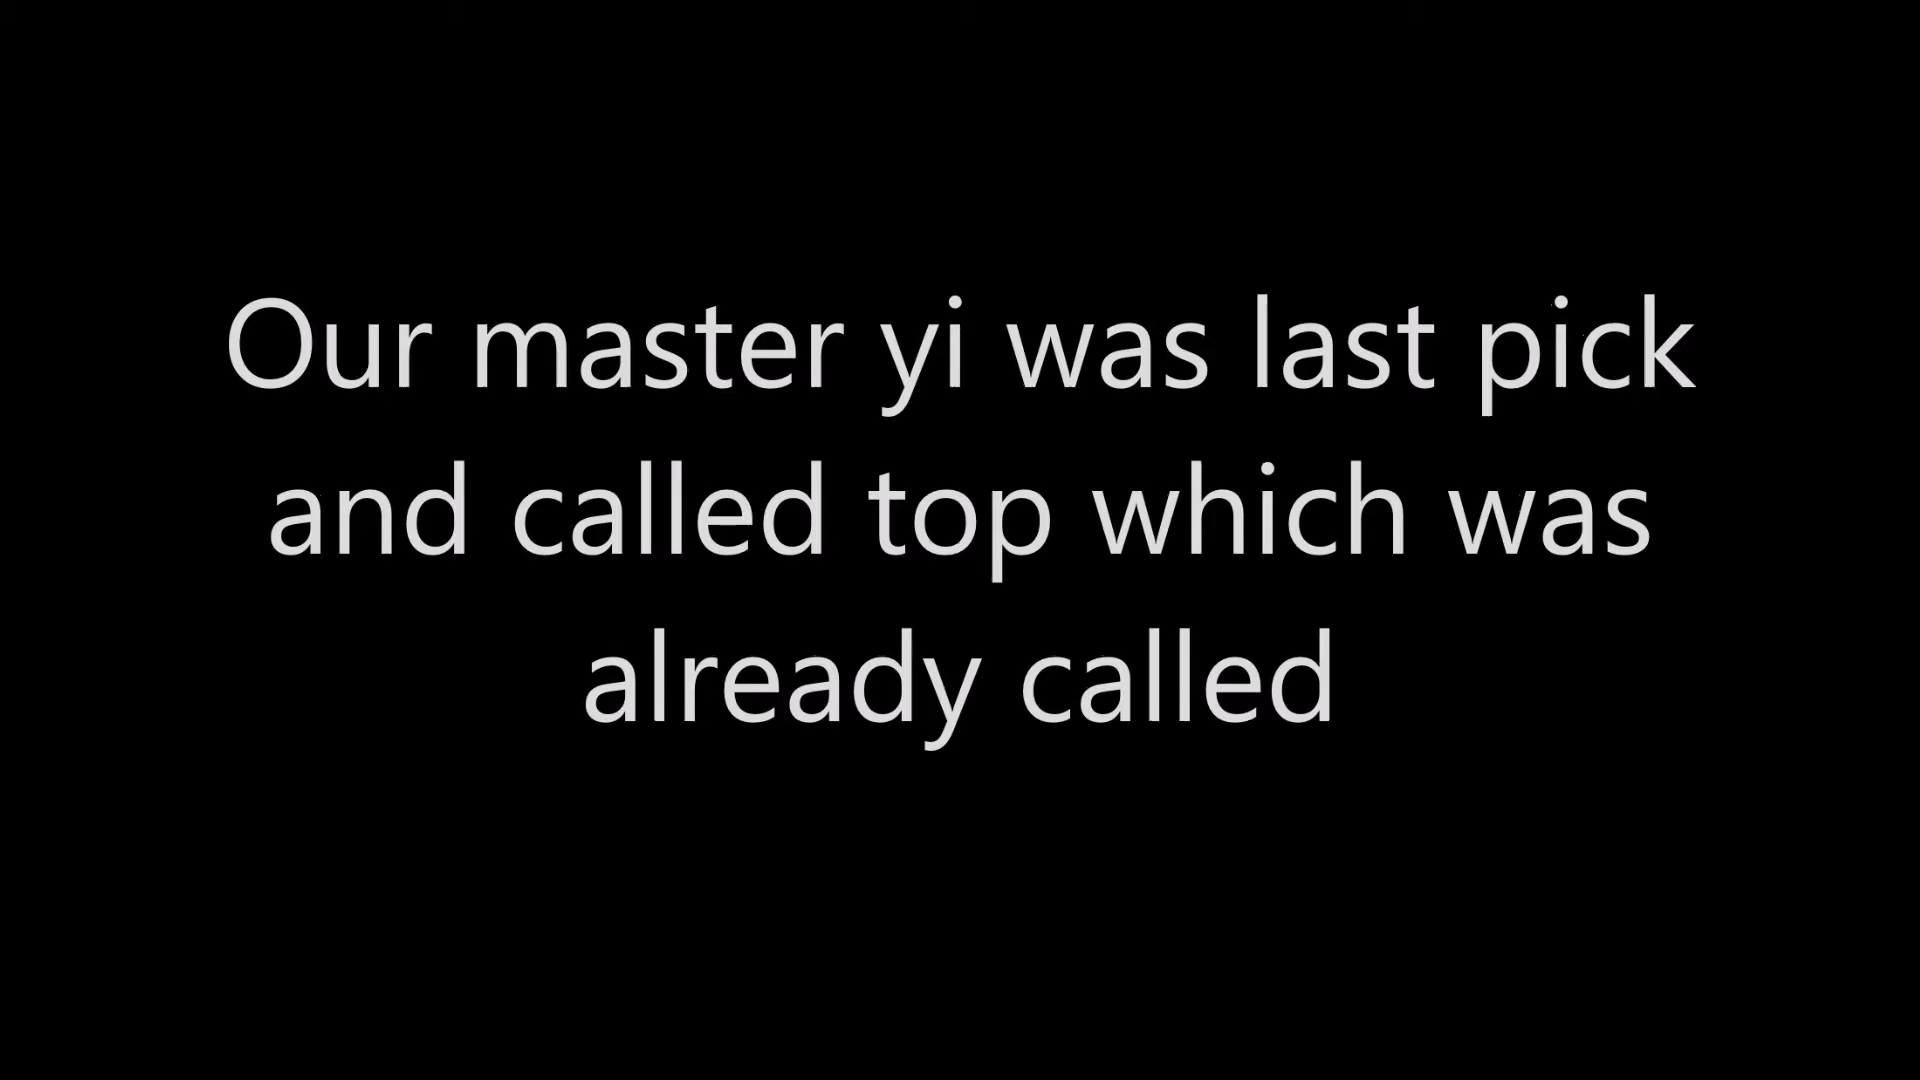 Our master yi was last pick
and called top which was
already called